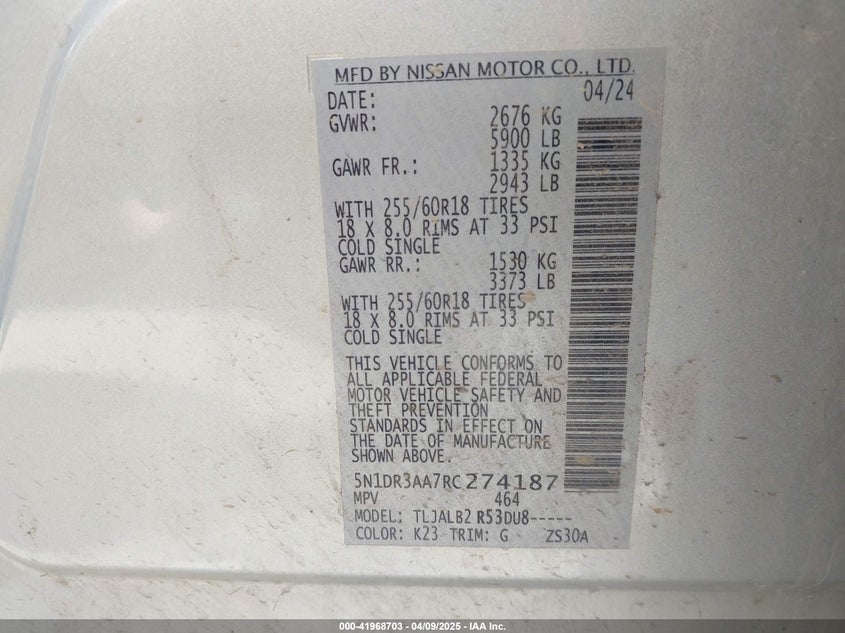 MFD BY NISSAN MOTOR CO., LTD.
DATE: 04/24
GVWR: 2676 KG
5900 LB
GAWR FR.: 1335 KG
2943 LB
WITH 255/60R18 TIRES
18 X 8.0 RIMS AT 33 PSI
COLD SINGLE
GAWR RR.: 1530 KG
3373 LB
WITH 255/60R18 TIRES
18 X 8.0 RIMS AT 33 PSI
COLD SINGLE
THIS VEHICLE CONFORMS TO
ALL APPLICABLE FEDERAL
MOTOR VEHICLE SAFETY AND
THEFT PREVENTION
STANDARDS IN EFFECT ON
THE DATE OF MANUFACTURE
SHOWN ABOVE.
5N1DR3AA7RC274187
MPV 464
MODEL: TLJALB2 R53DU8-----
COLOR: K23 TRIM: G ZS30A
000-41968703 - 04/09/2025 - IAA Inc.